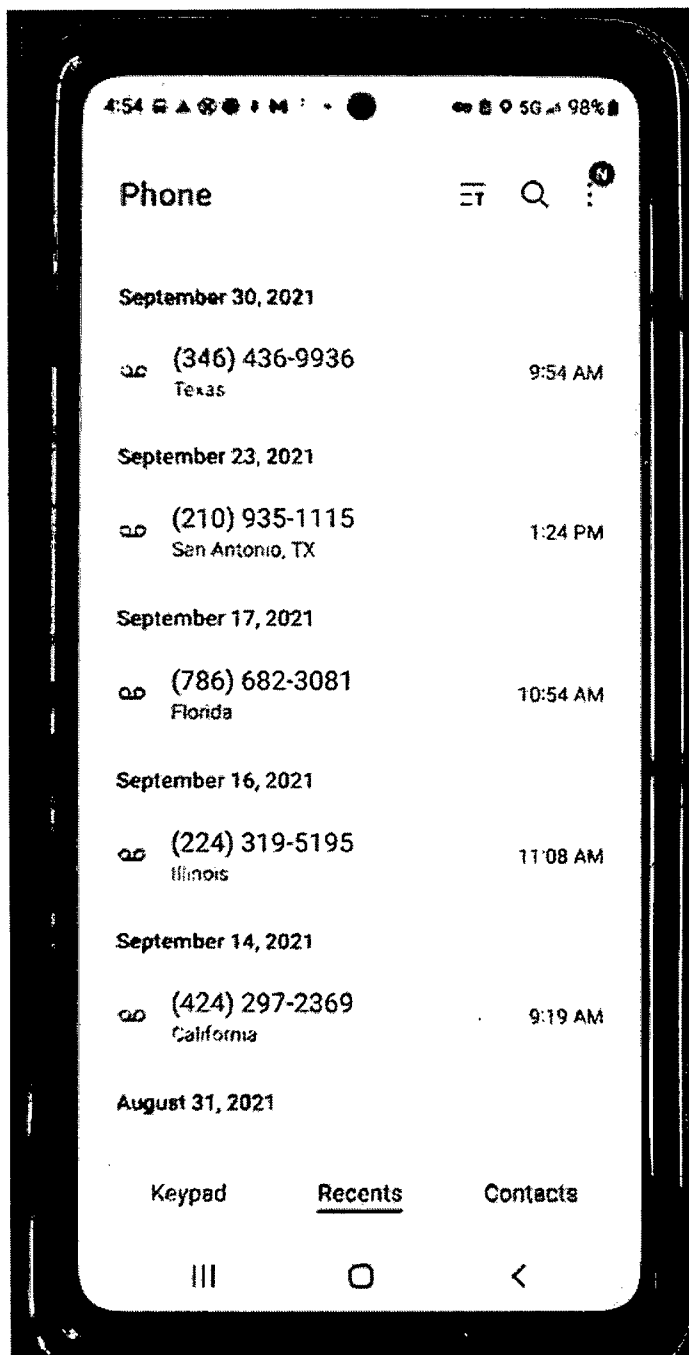 4:54 M 5G 98%
Phone
N
September 30, 2021
(346) 436-9936
Texas
9:54 AM
September 23, 2021
(210) 935-1115
San Antonio, TX
1:24 PM
September 17, 2021
(786) 682-3081
Florida
10:54 AM
September 16, 2021
(224) 319-5195
Illinois
11:08 AM
September 14, 2021
(424) 297-2369
California
9:19 AM
August 31, 2021
Keypad Recents Contacts